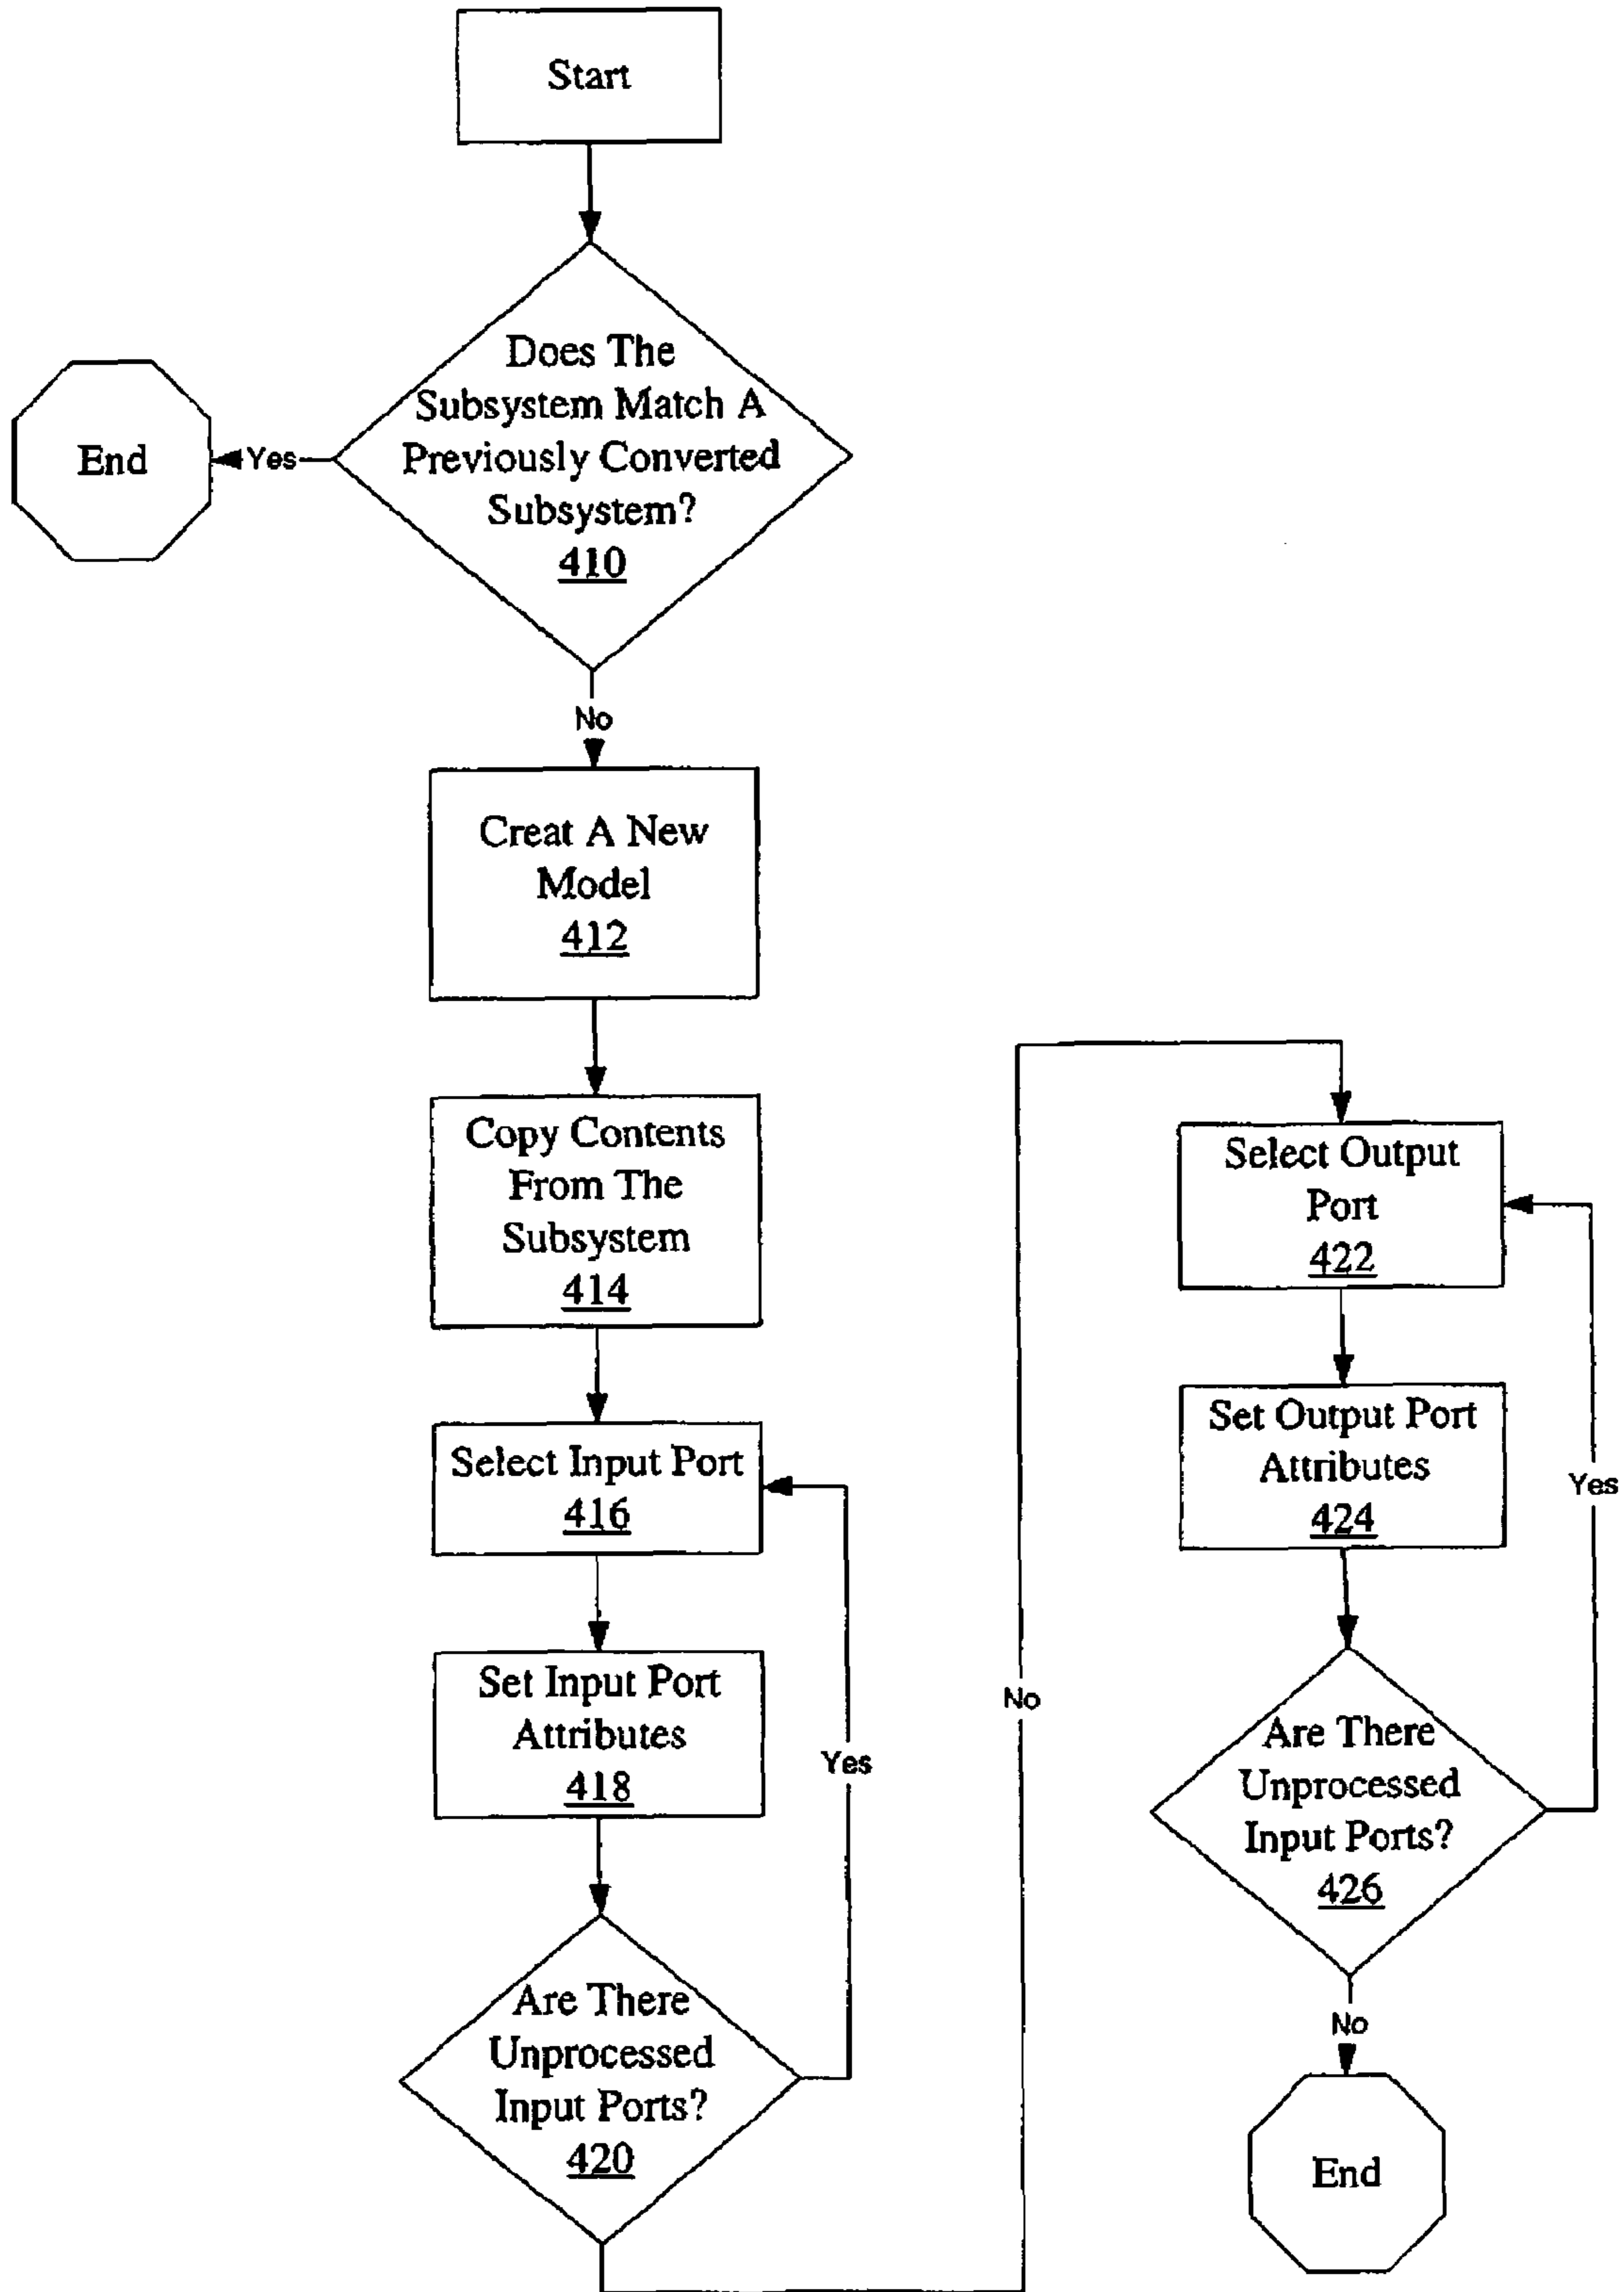 Start
Does The
Subsystem Match A
Previously Converted
Subsystem?
410
Yes
End
No
Creat A New
Model
412
Copy Contents
From The
Subsystem
414
Select Input Port
416
Set Input Port
Attributes
418
Yes
Are There
Unprocessed
Input Ports?
420
No
Select Output
Port
422
Set Output Port
Attributes
424
Yes
Are There
Unprocessed
Input Ports?
426
No
End